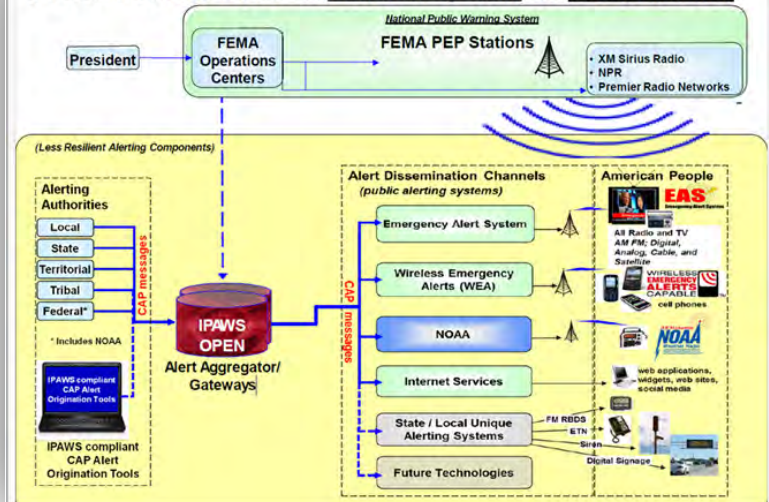 National Public Warning System
President
FEMA
Operations
Centers
FEMA PEP Stations
• XM Sirius Radio
• NPR
• Premier Radio Networks
(Less Resilient Alerting Components)
Alerting
Authorities
Local
State
Territorial
Tribal
Federal*
* Includes NOAA
CAP messages
IPAWS compliant
CAP Alert
Origination Tools
IPAWS compliant
CAP Alert
Origination Tools
IPAWS
OPEN
Alert Aggregator/
Gateways
CAP messages
Alert Dissemination Channels
(public alerting systems)
Emergency Alert System
Wireless Emergency
Alerts (WEA)
NOAA
Internet Services
State / Local Unique
Alerting Systems
Future Technologies
American People
EAS
Emergency Alert System
All Radio and TV
AM FM; Digital,
Analog, Cable, and
Satellite
WIRELESS
EMERGENCY
ALERTS
CAPABLE
cell phones
NOAA
web applications,
widgets, web sites,
social media
FM RBDS
ETN
Siren
Digital Signage